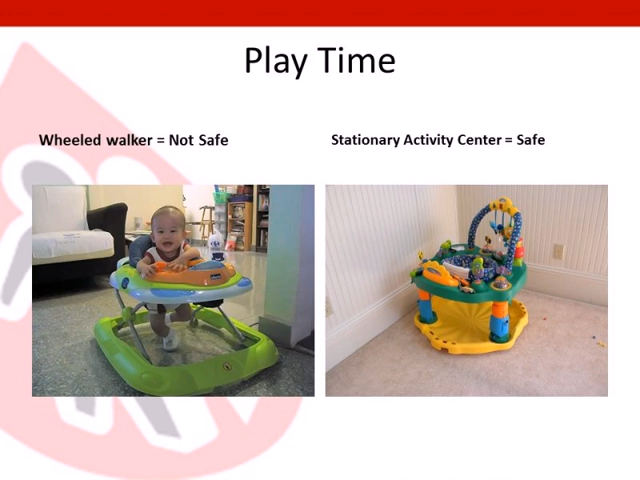 Play Time
Wheeled walker = Not Safe
Stationary Activity Center = Safe